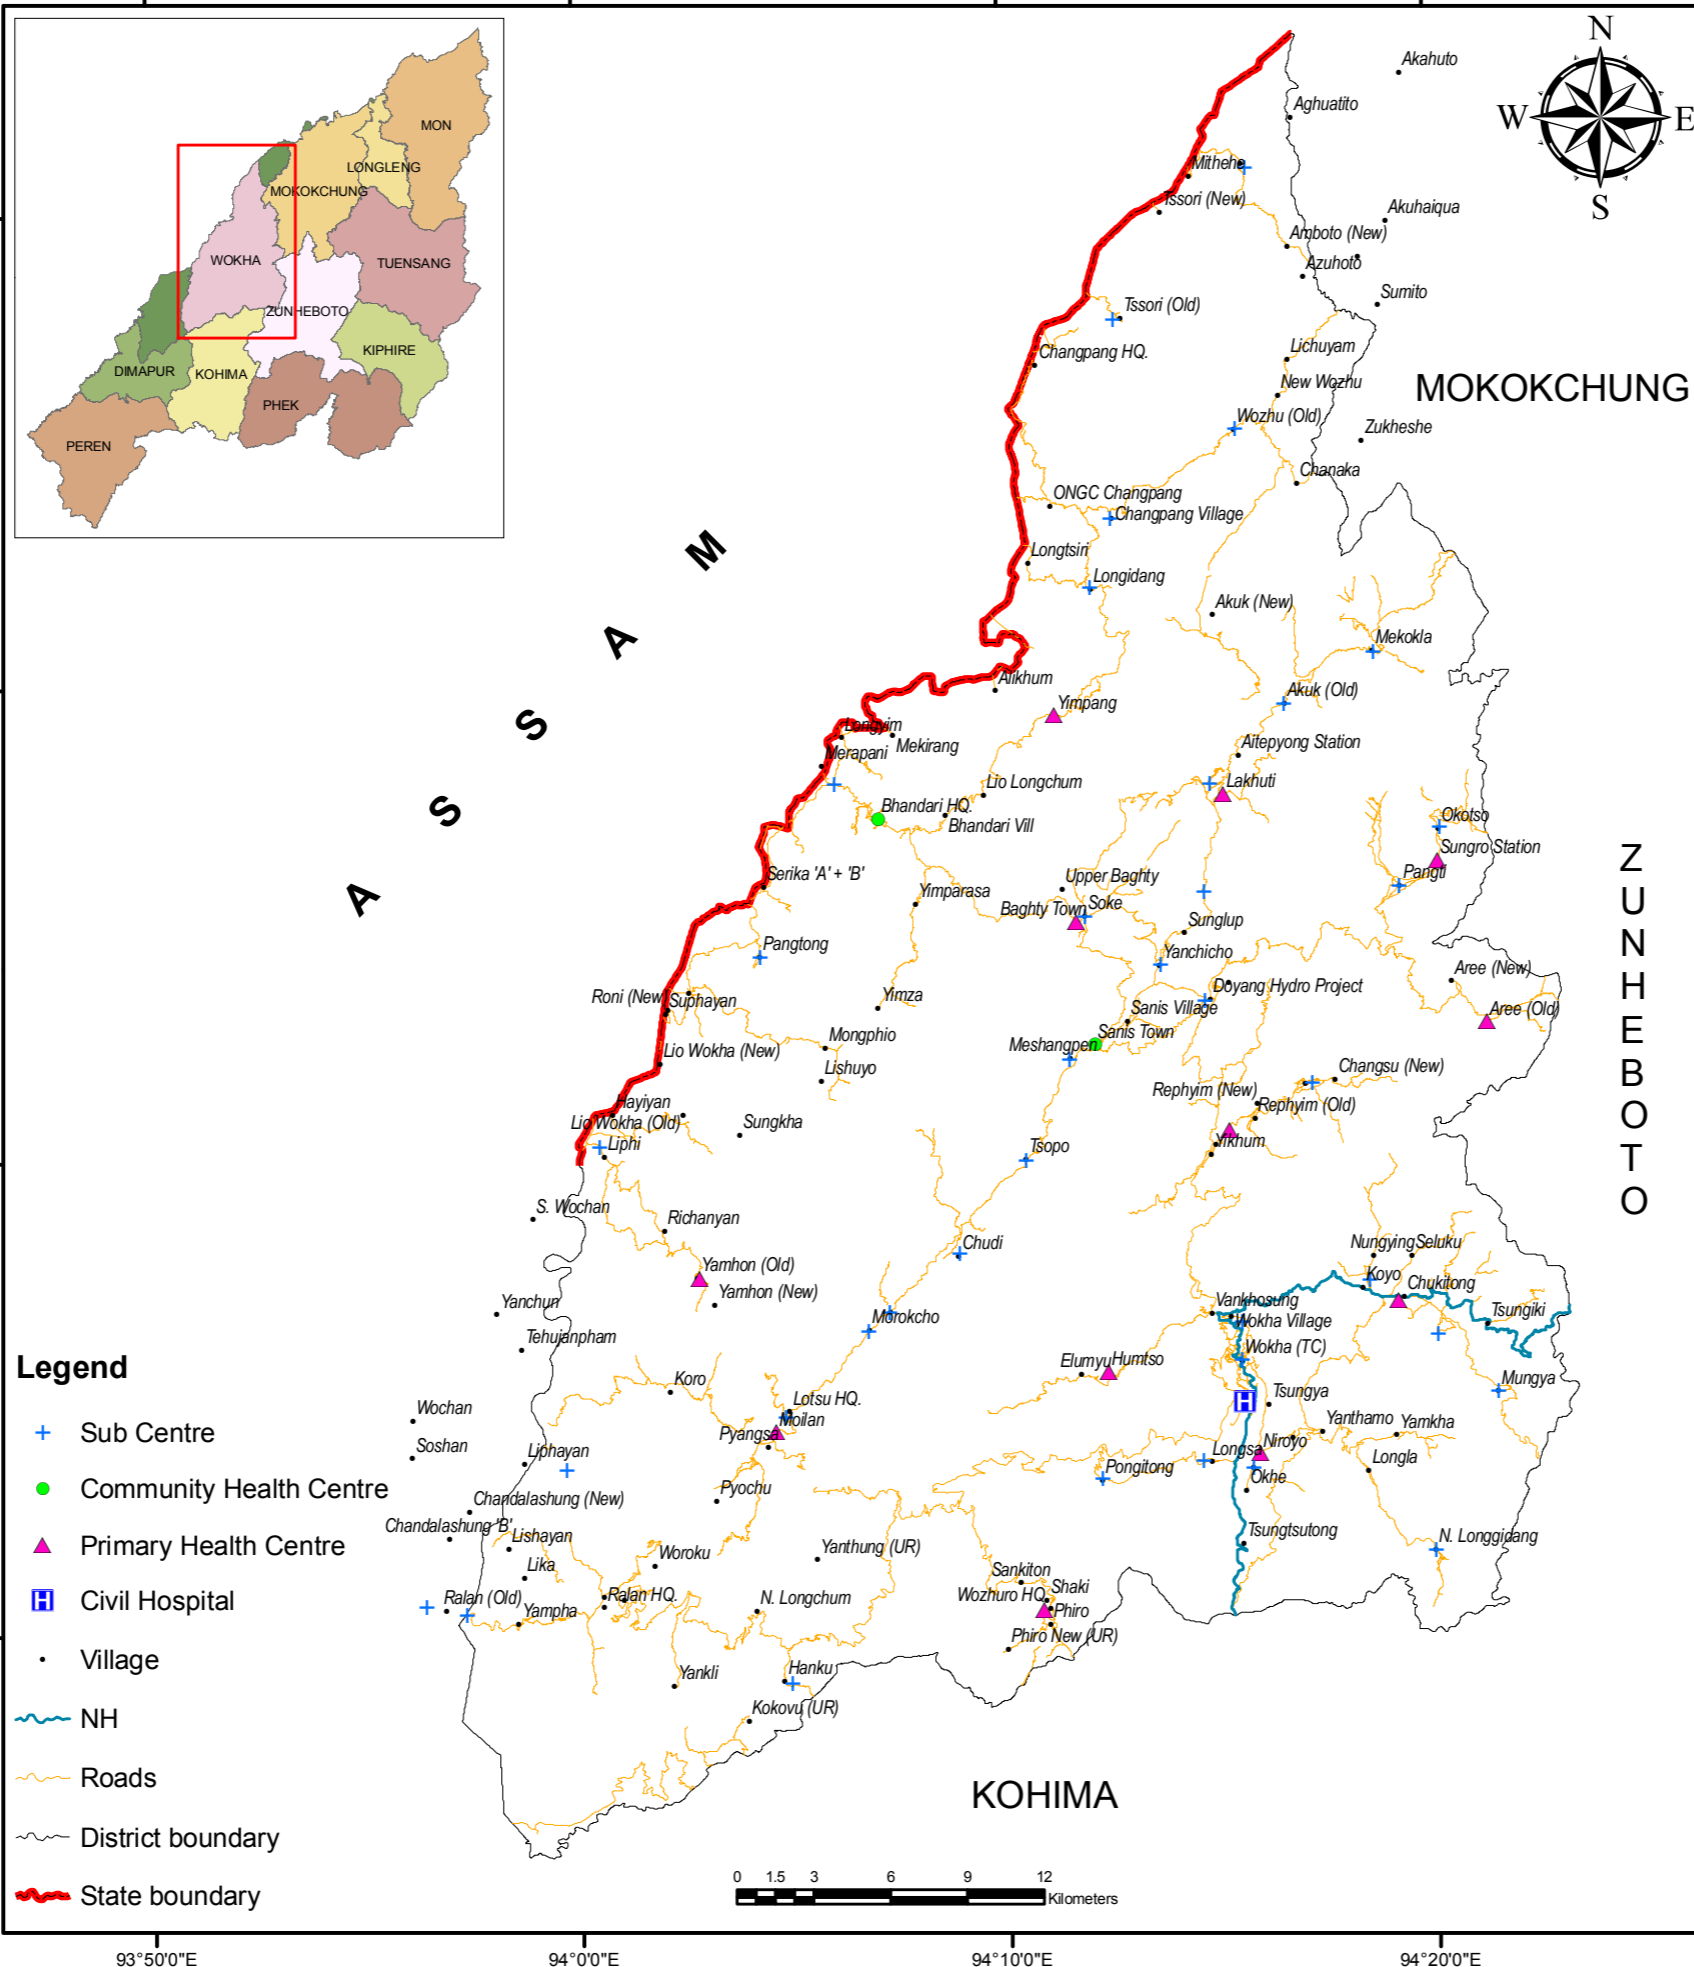 MON
LONGLENG
MOKOKCHUNG
WOKHA
TUENSANG
ZUNHEBOTO
KIPHIRE
DIMAPUR
KOHIMA
PHEK
PEREN
N
W
E
S
Akahuto
Aghuatito
Mithehe
Tssori (New)
Akuhaiqua
Amboto (New)
Azuhoto
Sumito
Tssori (Old)
Changpang HQ.
Lichuyam
New Wozhu
MOKOKCHUNG
Wozhu (Old)
Zukheshe
Chanaka
ONGC Changpang
Changpang Village
Longtsiri
Longidang
Akuk (New)
Mekokla
ASSAM
Alikhum
Akuk (Old)
Yimpang
Longyim
Mekirang
Merapani
Aitepyong Station
Lio Longchum
Lakhuti
Bhandari HQ.
Bhandari Vill
Okotso
Sungro Station
Pangti
Serika 'A' + 'B'
Upper Baghty
Yimparasa
Baghty Town
Soke
Sunglup
ZUNHEBOTO
Pangtong
Yanchicho
Aree (New)
Doyang Hydro Project
Roni (New)
Suphayan
Yimza
Sanis Village
Aree (Old)
Sanis Town
Mongphio
Meshangpen
Lio Wokha (New)
Lishuyo
Changsu (New)
Rephyim (New)
Rephyim (Old)
Hayiyan
Lio Wokha (Old)
Sungkha
Liphi
Yikhum
Tsopo
S. Wochan
Richanyan
Chudi
Nungying
Seluku
Yamhon (Old)
Koyo
Chukitong
Yamhon (New)
Yanchun
Vankhosung
Tsungiki
Morokcho
Wokha Village
Tehujanpham
Wokha (TC)
Elumyu
Humtso
Koro
Tsungya
Mungya
Wochan
Lotsu HQ.
Moilan
Pyangsa
Yanthamo
Yamkha
Soshan
Liphayan
Longsa
Niroyo
Longla
Pongitong
Okhe
Chandalashung (New)
Pyochu
Chandalashung 'B'
Lishayan
Tsungtsutong
N. Longgidang
Yanthung (UR)
Woroku
Lika
Sankiton
Shaki
Wozhuro HQ.
Phiro
Ralan (Old)
Ralan HQ.
Yampha
N. Longchum
Phiro New (UR)
Yankli
Hanku
Kokovu (UR)
KOHIMA
Legend
Sub Centre
Community Health Centre
Primary Health Centre
H Civil Hospital
Village
NH
Roads
District boundary
State boundary
H
0 1.5 3 6 9 12
Kilometers
93°50'0"E 94°0'0"E 94°10'0"E 94°20'0"E